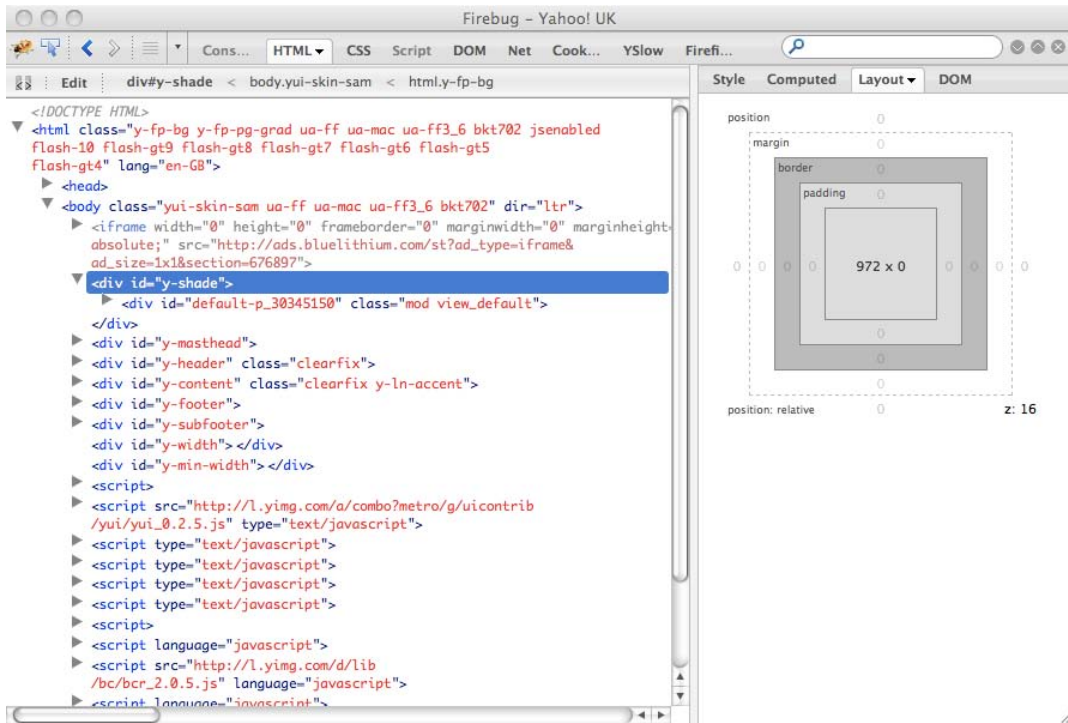 Firebug – Yahoo! UK
Cons... HTML CSS Script DOM Net Cook... YSlow Firefi...
Edit div#y-shade < body.yui-skin-sam < html.y-fp-bg
Style Computed Layout DOM
<!DOCTYPE HTML>
<html class="y-fp-bg y-fp-pg-grad ua-ff ua-mac ua-ff3_6 bkt702 jsenabled
flash-10 flash-gt9 flash-gt8 flash-gt7 flash-gt6 flash-gt5
flash-gt4" lang="en-GB">
<head>
<body class="yui-skin-sam ua-ff ua-mac ua-ff3_6 bkt702" dir="ltr">
<iframe width="0" height="0" frameborder="0" marginwidth="0" marginheight=
absolute;" src="http://ads.bluelithium.com/st?ad_type=iframe&
ad_size=1x1&section=676897">
<div id="y-shade">
<div id="default-p_30345150" class="mod view_default">
</div>
<div id="y-masthead">
<div id="y-header" class="clearfix">
<div id="y-content" class="clearfix y-ln-accent">
<div id="y-footer">
<div id="y-subfooter">
<div id="y-width"></div>
<div id="y-min-width"></div>
<script>
<script src="http://l.yimg.com/a/combo?metro/g/uicontrib
/yui/yui_0.2.5.js" type="text/javascript">
<script type="text/javascript">
<script type="text/javascript">
<script type="text/javascript">
<script type="text/javascript">
<script>
<script language="javascript">
<script src="http://l.yimg.com/d/lib
/bc/bcr_2.0.5.js" language="javascript">
<script language="javascript">
position 0
margin 0
border 0
padding 0
0 0 0 0 972 x 0 0 0 0 0
0
0
0
position: relative 0 z: 16